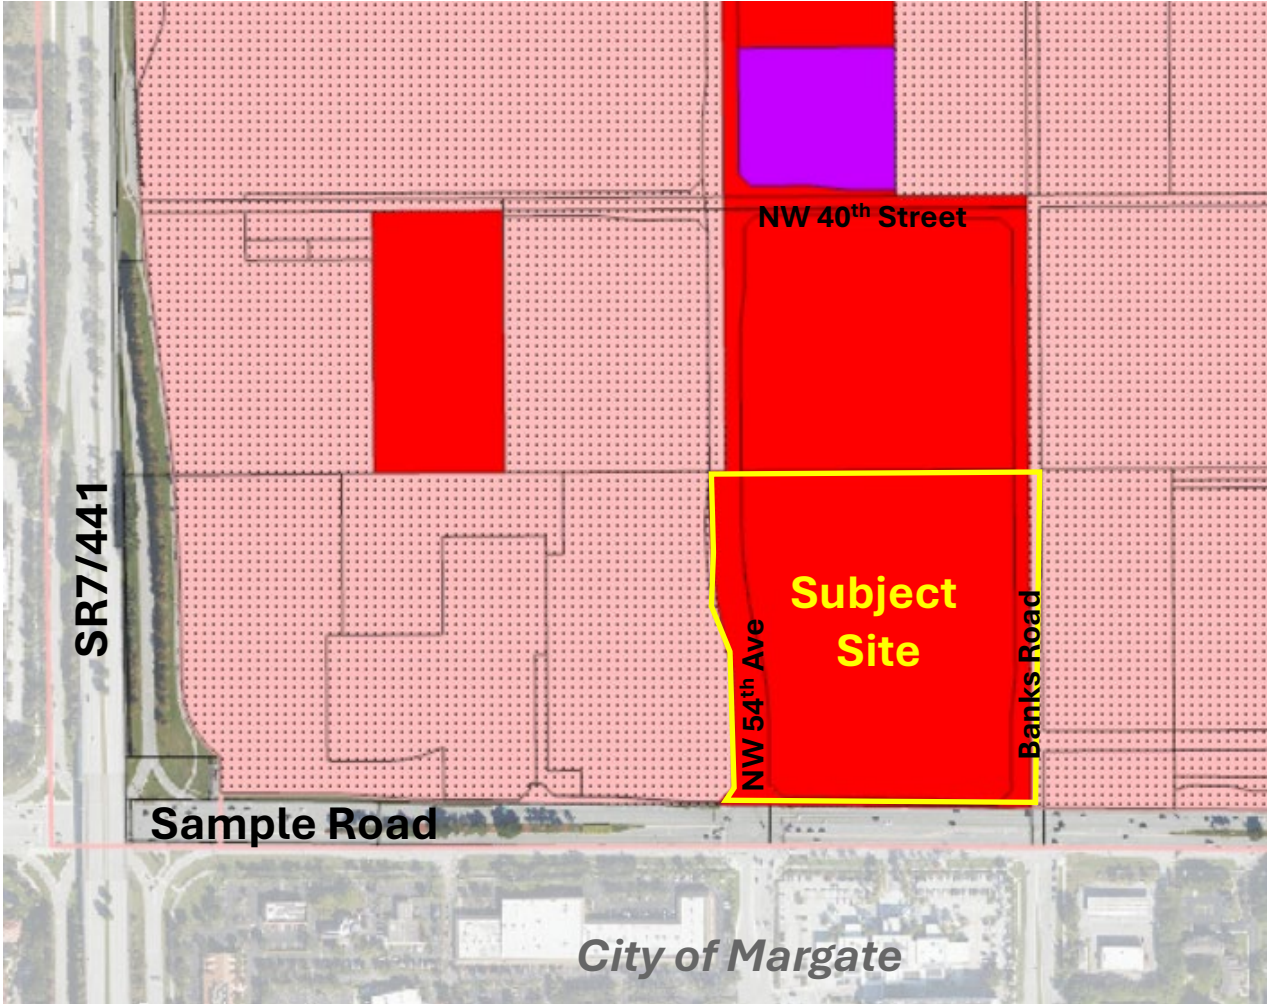 NW 40th Street
SR7/441
Subject
Site
NW 54th Ave
Banks Road
Sample Road
City of Margate